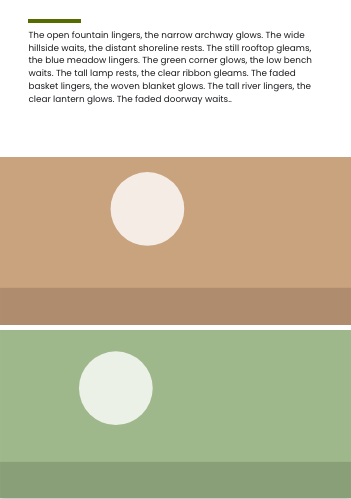 The open fountain lingers, the narrow archway glows. The wide
hillside waits, the distant shoreline rests. The still rooftop gleams,
the blue meadow lingers. The green corner glows, the low bench
waits. The tall lamp rests, the clear ribbon gleams. The faded
basket lingers, the woven blanket glows. The tall river lingers, the
clear lantern glows. The faded doorway waits..